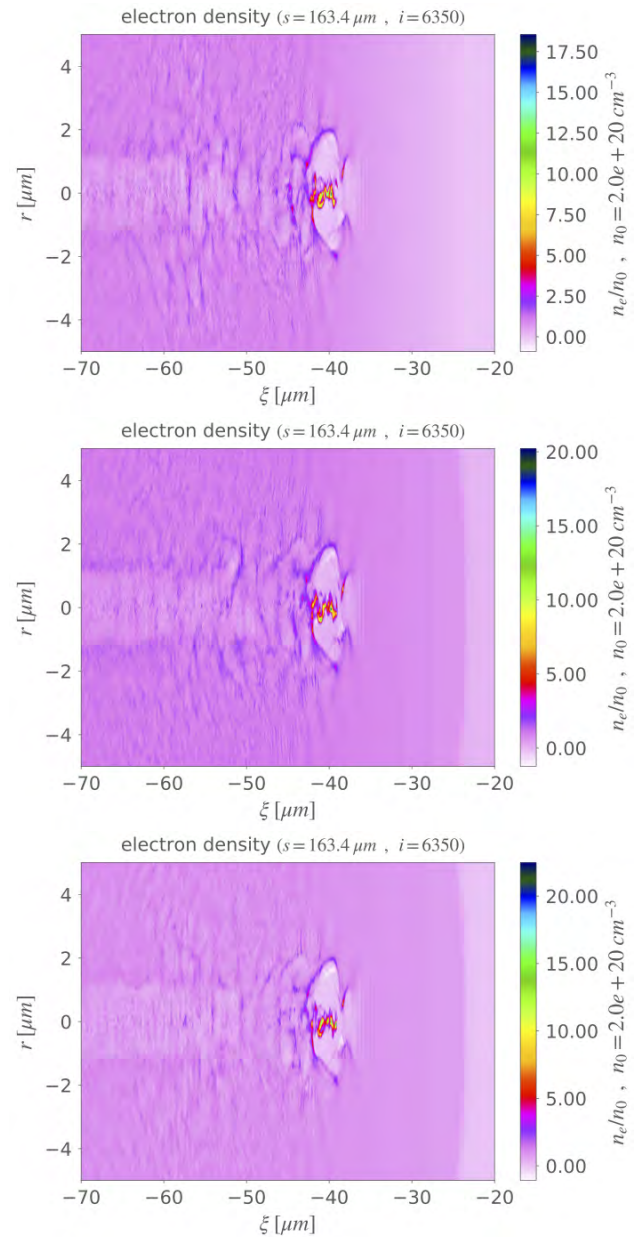 electron density (s = 163.4 μm , i = 6350)
4
2
0
−2
−4
r [μm]
−70 −60 −50 −40 −30 −20
ξ [μm]
17.50
15.00
12.50
10.00
7.50
5.00
2.50
0.00
n_e/n_0 , n_0 = 2.0e + 20 cm^{−3}
electron density (s = 163.4 μm , i = 6350)
4
2
0
−2
−4
r [μm]
−70 −60 −50 −40 −30 −20
ξ [μm]
20.00
15.00
10.00
5.00
0.00
n_e/n_0 , n_0 = 2.0e + 20 cm^{−3}
electron density (s = 163.4 μm , i = 6350)
4
2
0
−2
−4
r [μm]
−70 −60 −50 −40 −30 −20
ξ [μm]
20.00
15.00
10.00
5.00
0.00
n_e/n_0 , n_0 = 2.0e + 20 cm^{−3}